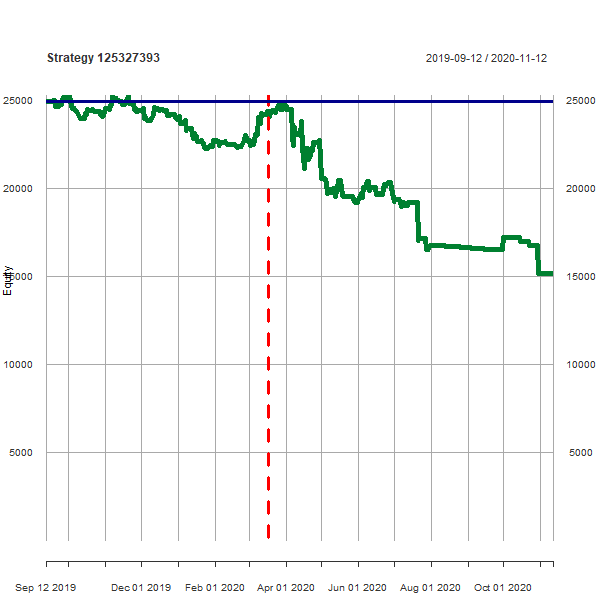 Strategy 125327393
2019-09-12 / 2020-11-12
25000
25000
20000
20000
15000
15000
10000
10000
5000
5000
Equity
Sep 12 2019
Dec 01 2019
Feb 01 2020
Apr 01 2020
Jun 01 2020
Aug 01 2020
Oct 01 2020